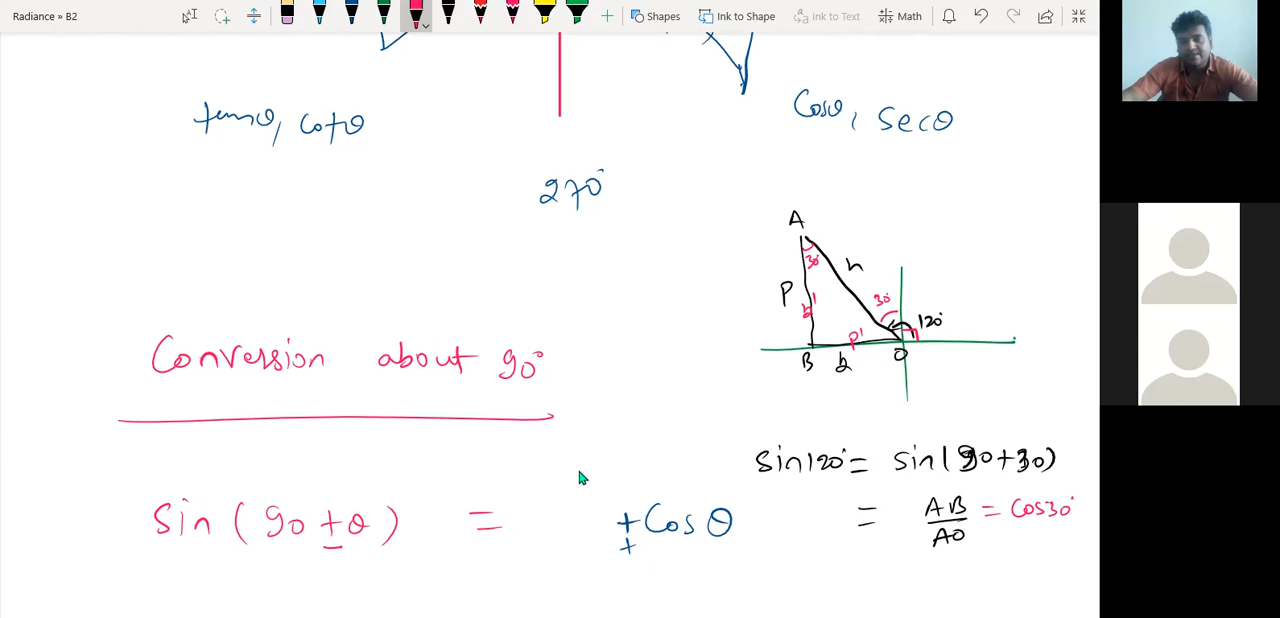 Radiance » B2
Shapes
Ink to Shape
Ink to Text
Math
tanθ, cotθ
Cosθ, Secθ
270°
A
30°
h
P
b'
30°
120°
P'
B
b
O
Conversion about 90°
sin120° = sin(90+30)
= AB/AO = Cos30°
Sin (90 ± θ) = + Cosθ
+